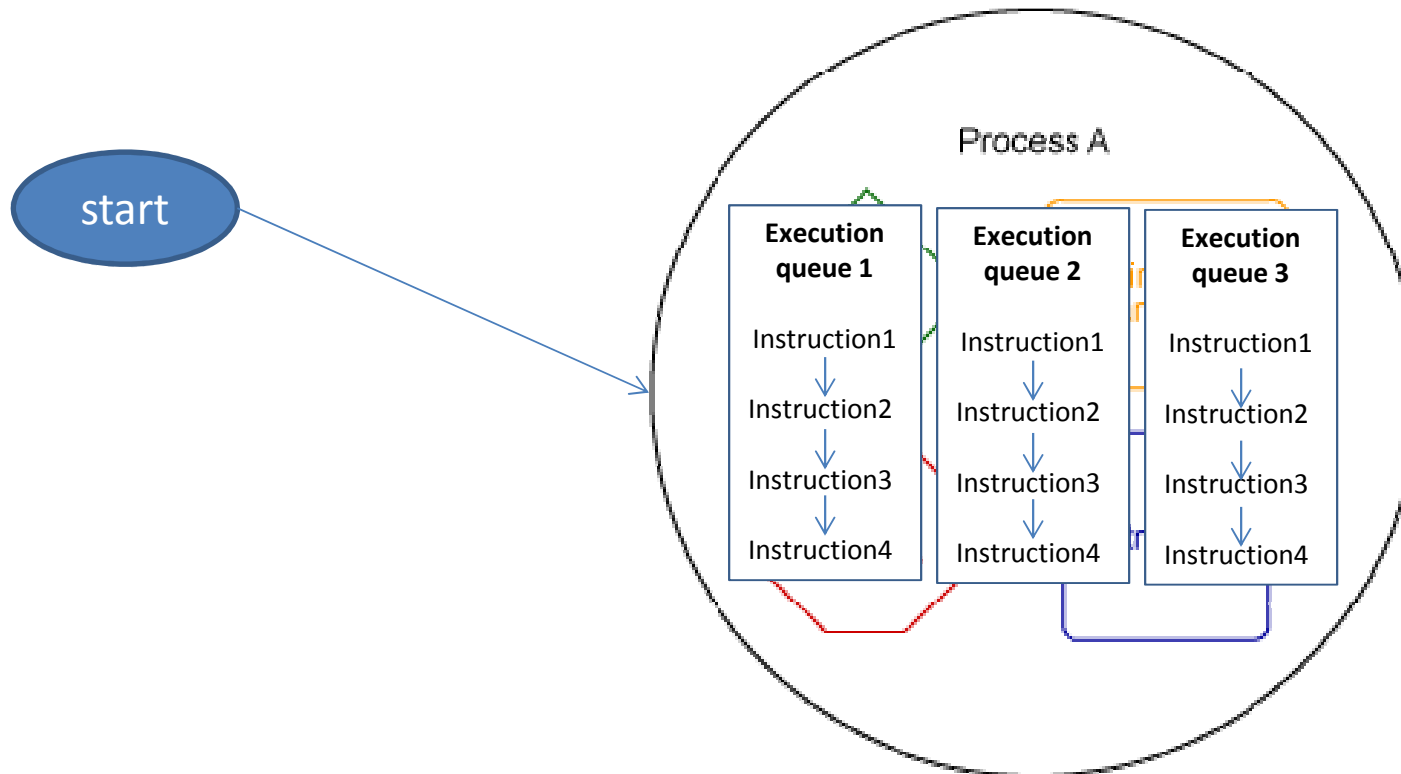 start
Process A
Execution
queue 1
Instruction1
Instruction2
Instruction3
Instruction4
Execution
queue 2
Instruction1
Instruction2
Instruction3
Instruction4
Execution
queue 3
Instruction1
Instruction2
Instruction3
Instruction4